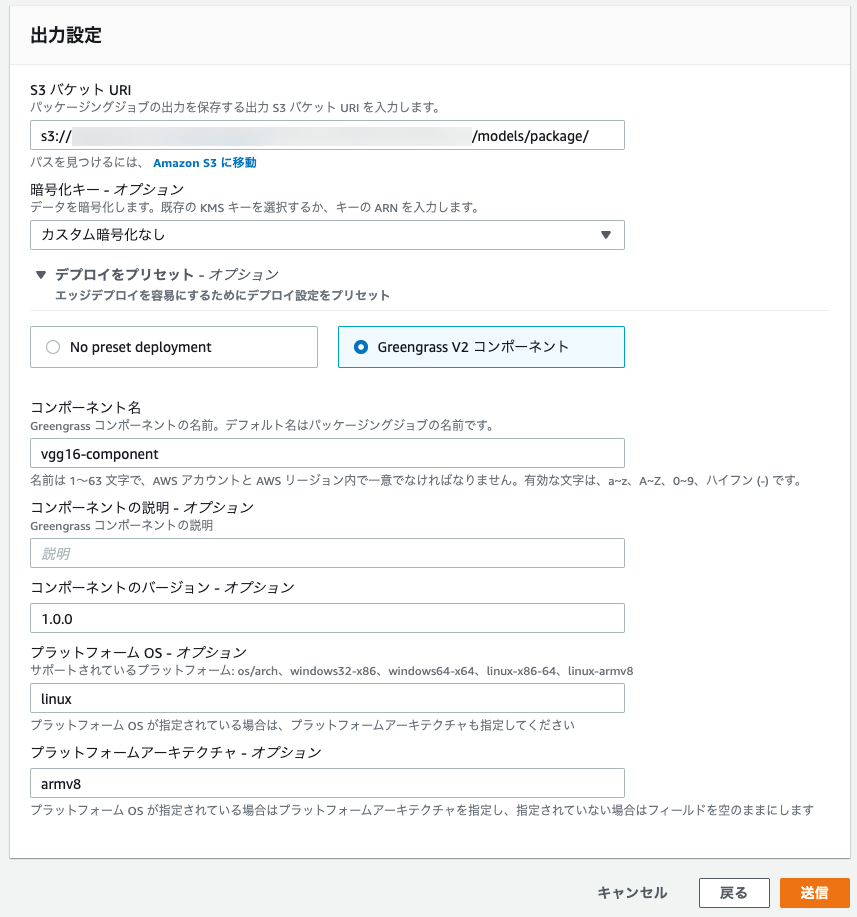 出力設定
S3 バケット URI
パッケージングジョブの出力を保存する出力 S3 バケット URI を入力します。
s3:// /models/package/
パスを見つけるには、 Amazon S3 に移動
暗号化キー - オプション
データを暗号化します。既存の KMS キーを選択するか、キーの ARN を入力します。
カスタム暗号化なし
デプロイをプリセット - オプション
エッジデプロイを容易にするためにデプロイ設定をプリセット
No preset deployment
Greengrass V2 コンポーネント
コンポーネント名
Greengrass コンポーネントの名前。デフォルト名はパッケージングジョブの名前です。
vgg16-component
名前は 1〜63 文字で、AWS アカウントと AWS リージョン内で一意でなければなりません。有効な文字は、a~z、A~Z、0~9、ハイフン (-) です。
コンポーネントの説明 - オプション
Greengrass コンポーネントの説明
説明
コンポーネントのバージョン - オプション
1.0.0
プラットフォーム OS - オプション
サポートされているプラットフォーム: os/arch、windows32-x86、windows64-x64、linux-x86-64、linux-armv8
linux
プラットフォーム OS が指定されている場合は、プラットフォームアーキテクチャも指定してください
プラットフォームアーキテクチャ - オプション
armv8
プラットフォーム OS が指定されている場合はプラットフォームアーキテクチャを指定し、指定されていない場合はフィールドを空のままにします
キャンセル
戻る
送信